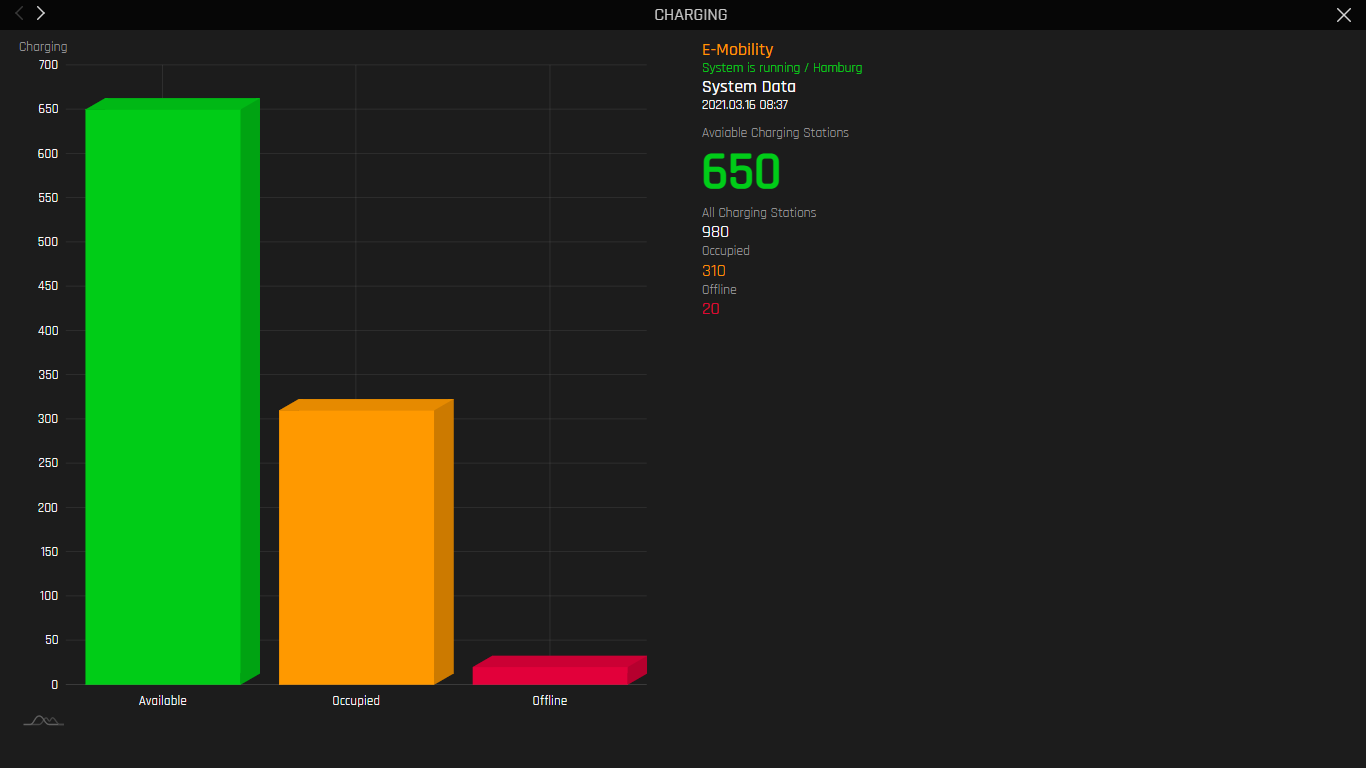 CHARGING
Charging
700
650
600
550
500
450
400
350
300
250
200
150
100
50
0
Available
Occupied
Offline
E-Mobility
System is running / Hamburg
System Data
2021.03.16 08:37
Avaiable Charging Stations
650
All Charging Stations
980
Occupied
310
Offline
20